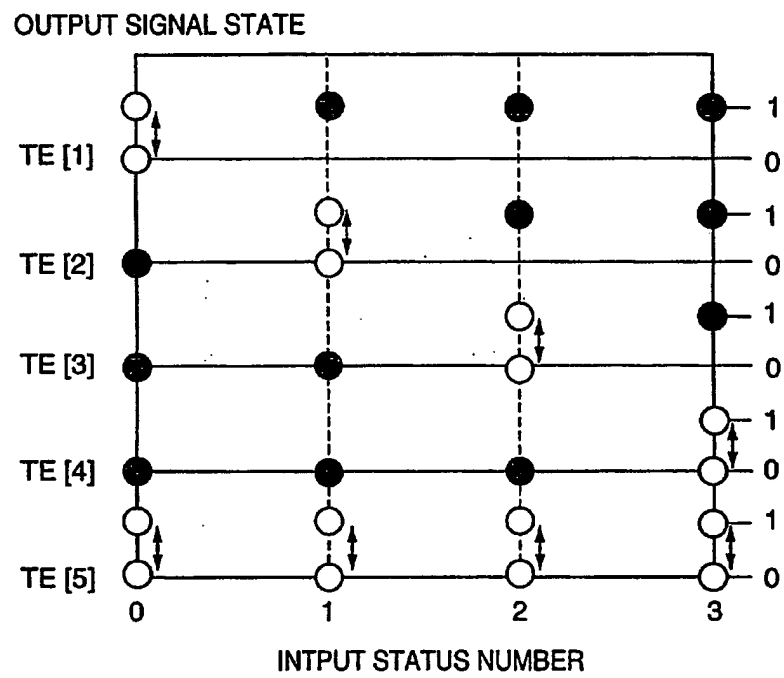 OUTPUT SIGNAL STATE
1
TE [1] 0
1
TE [2] 0
1
TE [3] 0
1
TE [4] 0
1
TE [5] 0
0 1 2 3
INTPUT STATUS NUMBER